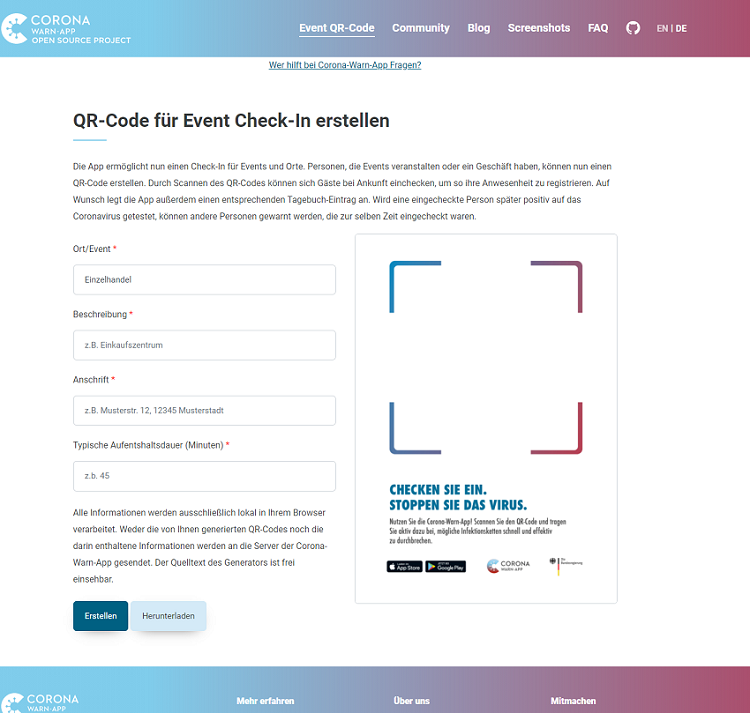 CORONA
WARN-APP
OPEN SOURCE PROJECT
Event QR-Code
Community
Blog
Screenshots
FAQ
EN | DE
Wer hilft bei Corona-Warn-App Fragen?
QR-Code für Event Check-In erstellen
Die App ermöglicht nun einen Check-In für Events und Orte. Personen, die Events veranstalten oder ein Geschäft haben, können nun einen
QR-Code erstellen. Durch Scannen des QR-Codes können sich Gäste bei Ankunft einchecken, um so ihre Anwesenheit zu registrieren. Auf
Wunsch legt die App außerdem einen entsprechenden Tagebuch-Eintrag an. Wird eine eingecheckte Person später positiv auf das
Coronavirus getestet, können andere Personen gewarnt werden, die zur selben Zeit eingecheckt waren.
Ort/Event *
Einzelhandel
Beschreibung *
z.B. Einkaufszentrum
Anschrift *
z.B. Musterstr. 12, 12345 Musterstadt
Typische Aufentshaltsdauer (Minuten) *
z.b. 45
Alle Informationen werden ausschließlich lokal in Ihrem Browser
verarbeitet. Weder die von Ihnen generierten QR-Codes noch die
darin enthaltene Informationen werden an die Server der Corona-
Warn-App gesendet. Der Quelltext des Generators ist frei
einsehbar.
Erstellen
Herunterladen
CHECKEN SIE EIN.
STOPPEN SIE DAS VIRUS.
Nutzen Sie die Corona-Warn-App! Scannen Sie den QR-Code und tragen
Sie aktiv dazu bei, mögliche Infektionsketten schnell und effektiv
zu durchbrechen.
App Store
Google Play
CORONA
WARN-APP
Die
Bundesregierung
CORONA
WARN-APP
Mehr erfahren
Über uns
Mitmachen